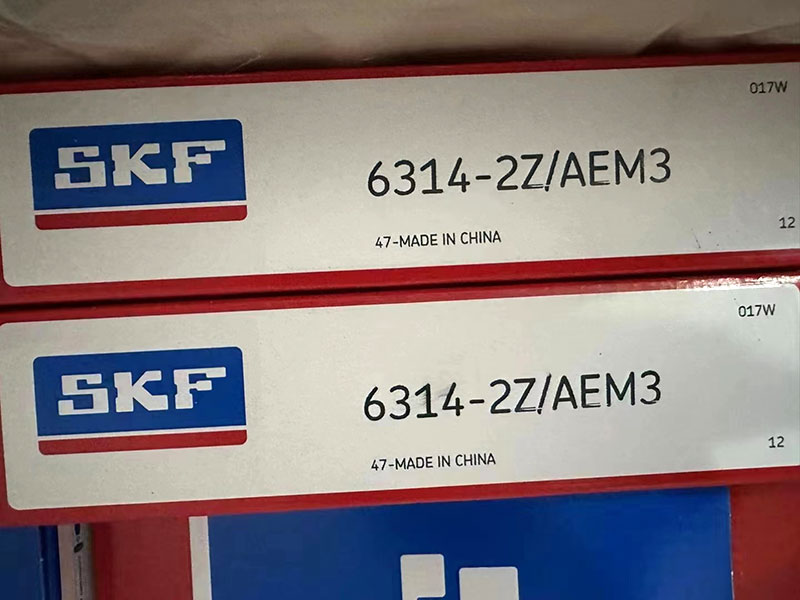 017W
SKF
6314-2Z/AEM3
47-MADE IN CHINA
12
017W
SKF
6314-2Z/AEM3
47-MADE IN CHINA
12